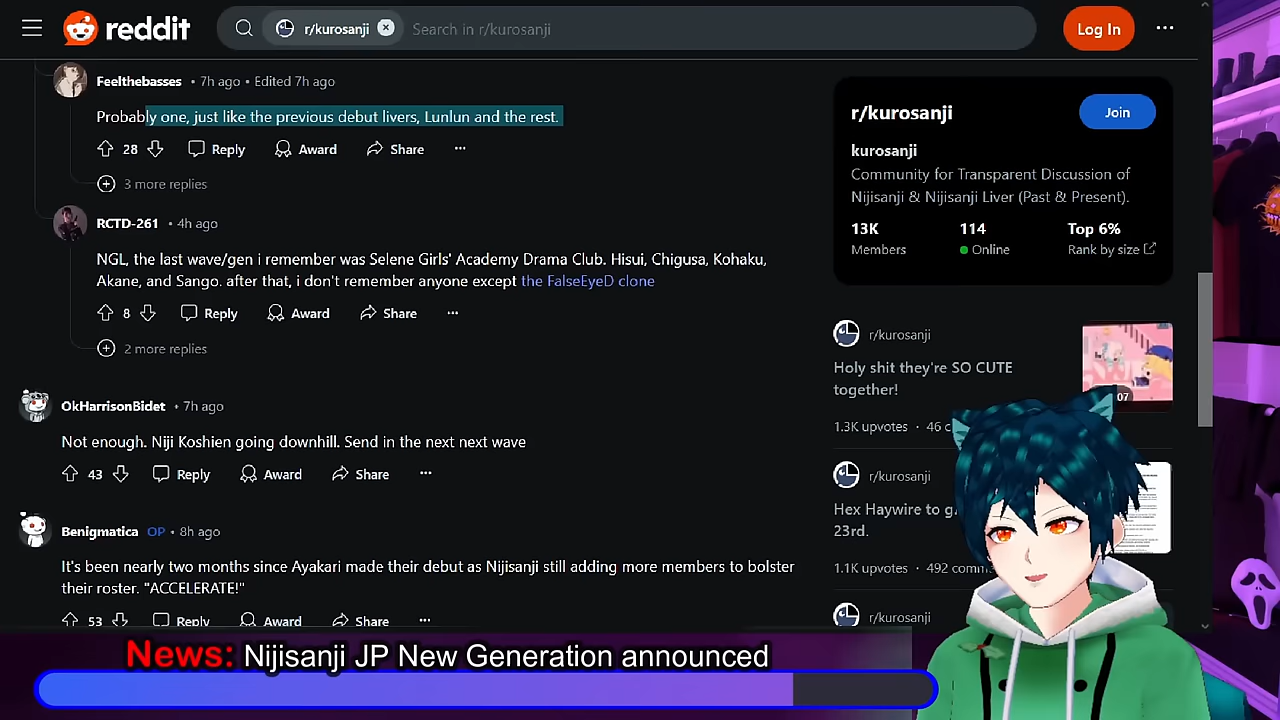 reddit
r/kurosanji
Search in r/kurosanji
Log In
Feelthebasses • 7h ago • Edited 7h ago
Probably one, just like the previous debut livers, Lunlun and the rest.
28 Reply Award Share
3 more replies
RCTD-261 • 4h ago
NGL, the last wave/gen i remember was Selene Girls' Academy Drama Club. Hisui, Chigusa, Kohaku,
Akane, and Sango. after that, i don't remember anyone except the FalseEyeD clone
8 Reply Award Share
2 more replies
OkHarrisonBidet • 7h ago
Not enough. Niji Koshien going downhill. Send in the next next wave
43 Reply Award Share
Benigmatica OP • 8h ago
It's been nearly two months since Ayakari made their debut as Nijisanji still adding more members to bolster
their roster. "ACCELERATE!"
53 Reply Award Share
r/kurosanji
Join
kurosanji
Community for Transparent Discussion of
Nijisanji & Nijisanji Liver (Past & Present).
13K 114 Top 6%
Members Online Rank by size
r/kurosanji
Holy shit they're SO CUTE
together!
07
1.3K upvotes • 46 c
r/kurosanji
Hex Haywire to g
23rd.
1.1K upvotes • 492 comm
r/kurosanji
News: Nijisanji JP New Generation announced